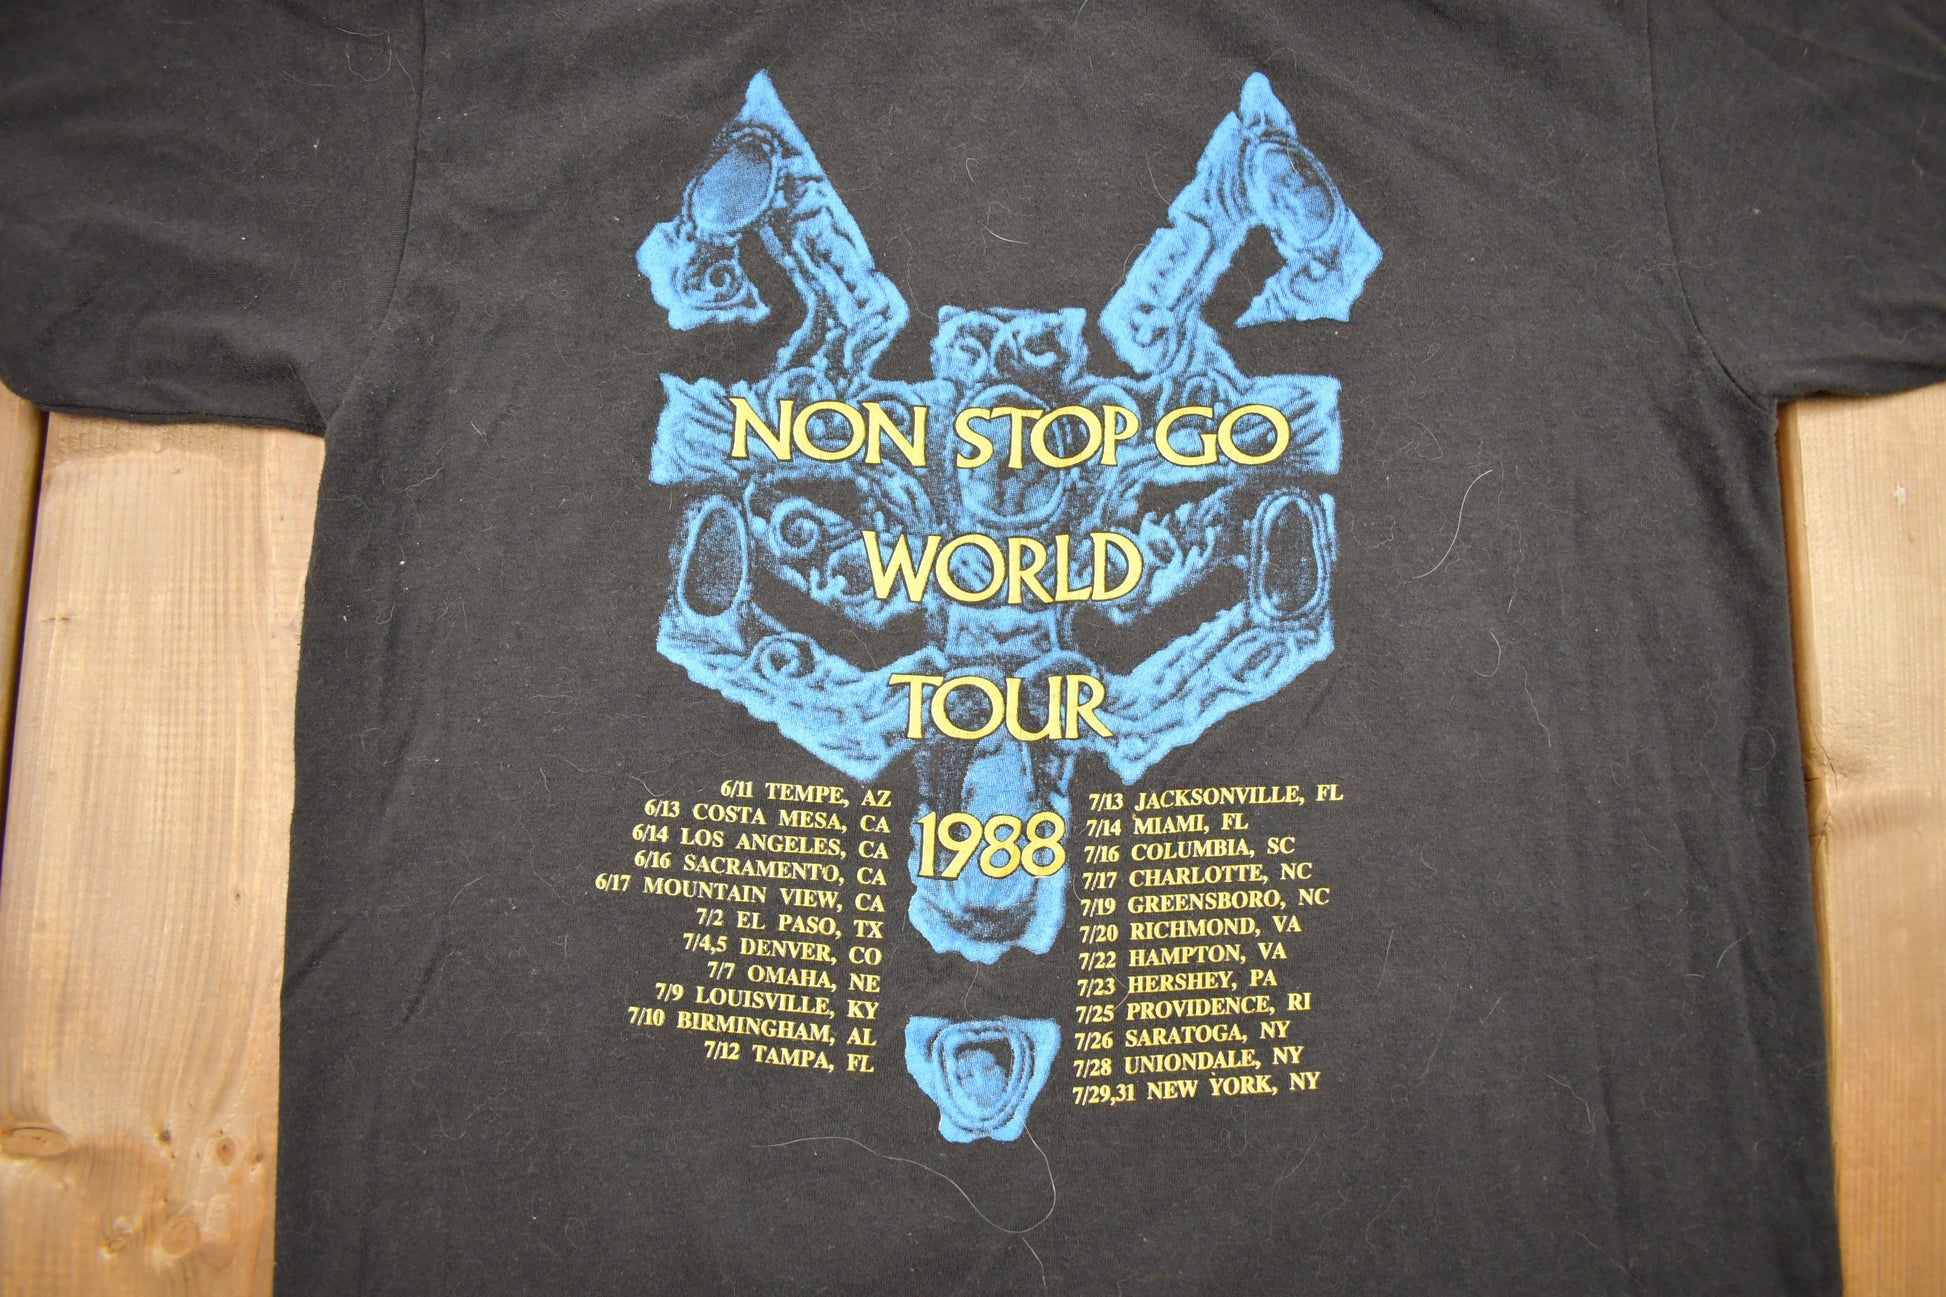 NON STOP GO
WORLD
TOUR
1988
6/11 TEMPE, AZ
6/13 COSTA MESA, CA
6/14 LOS ANGELES, CA
6/16 SACRAMENTO, CA
6/17 MOUNTAIN VIEW, CA
7/2 EL PASO, TX
7/4,5 DENVER, CO
7/7 OMAHA, NE
7/9 LOUISVILLE, KY
7/10 BIRMINGHAM, AL
7/12 TAMPA, FL
7/13 JACKSONVILLE, FL
7/14 MIAMI, FL
7/16 COLUMBIA, SC
7/17 CHARLOTTE, NC
7/19 GREENSBORO, NC
7/20 RICHMOND, VA
7/22 HAMPTON, VA
7/23 HERSHEY, PA
7/25 PROVIDENCE, RI
7/26 SARATOGA, NY
7/28 UNIONDALE, NY
7/29,31 NEW YORK, NY